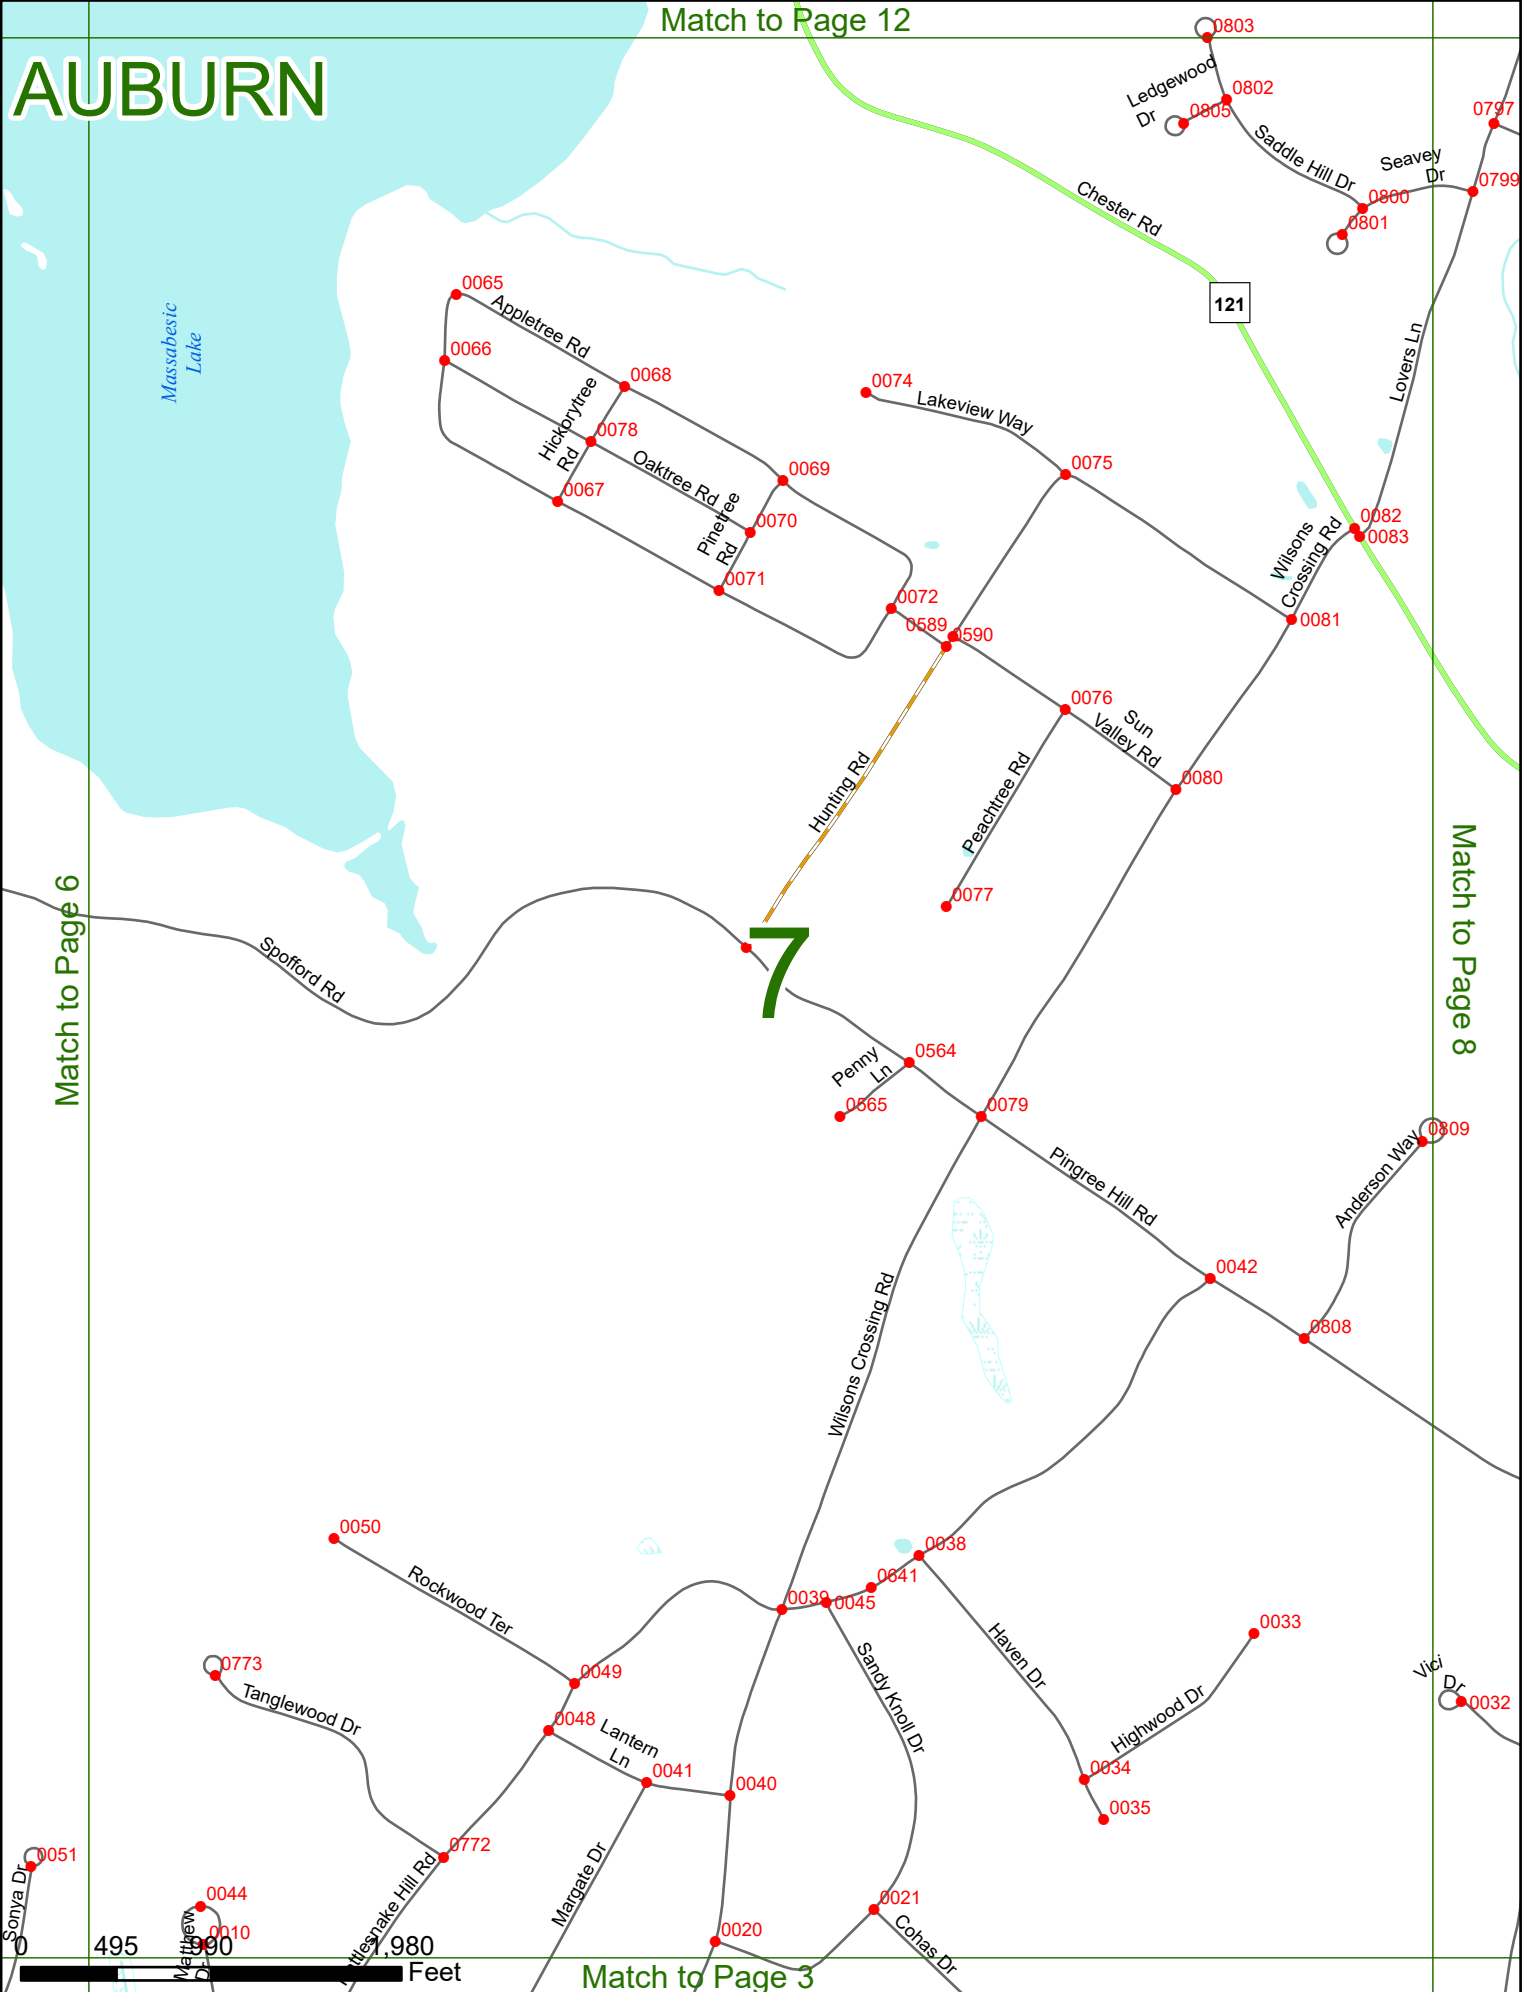 Match to Page 12
AUBURN
0803
Ledgewood
Dr
0802
0805
0797
Saddle Hill Dr
Seavey
Dr
0799
0800
0801
Chester Rd
121
Massabesic
Lake
0065
Appletree Rd
0066
0068
Hickorytree
Rd
0078
Oaktree Rd
0067
0069
Pinetree
Rd
0070
0071
0074
Lakeview Way
0075
Lovers Ln
0082
0083
Wilsons
Crossing Rd
0081
0072
0589
0590
0076
Sun
Valley Rd
0080
Hunting Rd
Peachtree Rd
0077
Match to Page 6
Match to Page 8
Spofford Rd
7
0564
Penny
Ln
0565
0079
Pingree Hill Rd
0809
Anderson Way
0042
0808
Wilsons Crossing Rd
0050
Rockwood Ter
0038
0641
0039
0045
0033
Haven Dr
Sandy Knoll Dr
Highwood Dr
0773
Tanglewood Dr
0049
0048
Lantern
Ln
0041
0040
Vici
Dr
0032
0034
0035
0772
0051
Sonya Dr
Margate Dr
0044
0010
Matthew
Dr
0021
Cohas Dr
0020
0 495 990 1,980
Feet
Match to Page 3